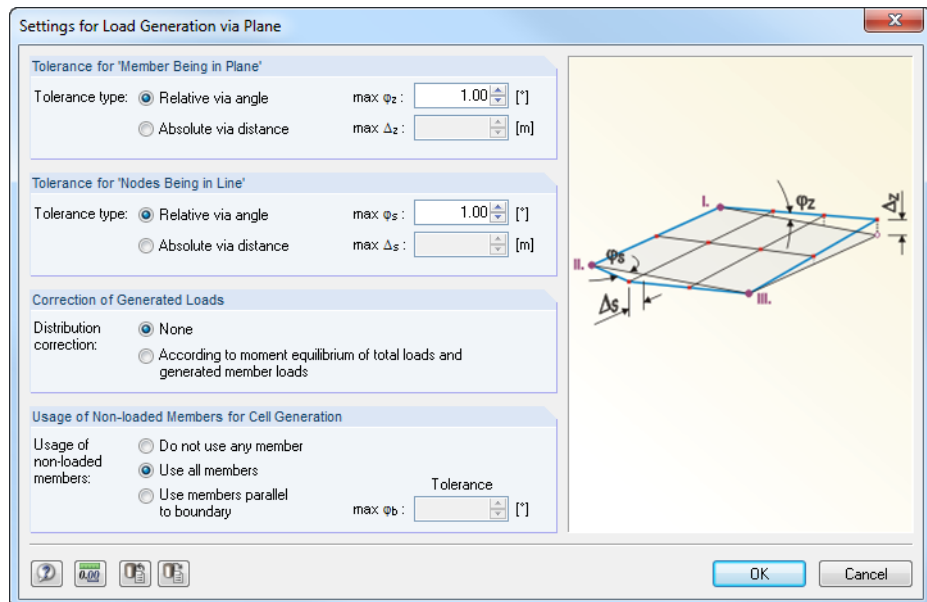 Settings for Load Generation via Plane
Tolerance for 'Member Being in Plane'
Tolerance type: Relative via angle max φz : 1.00 [°]
Absolute via distance max Δz : [m]
Tolerance for 'Nodes Being in Line'
Tolerance type: Relative via angle max φs : 1.00 [°]
Absolute via distance max Δs : [m]
Correction of Generated Loads
Distribution correction: None
According to moment equilibrium of total loads and
generated member loads
Usage of Non-loaded Members for Cell Generation
Usage of
non-loaded
members:
Do not use any member
Use all members
Use members parallel
to boundary
Tolerance
max φb : [°]
I.
φz
Δz
II.
φs
Δs
III.
0.00
OK Cancel